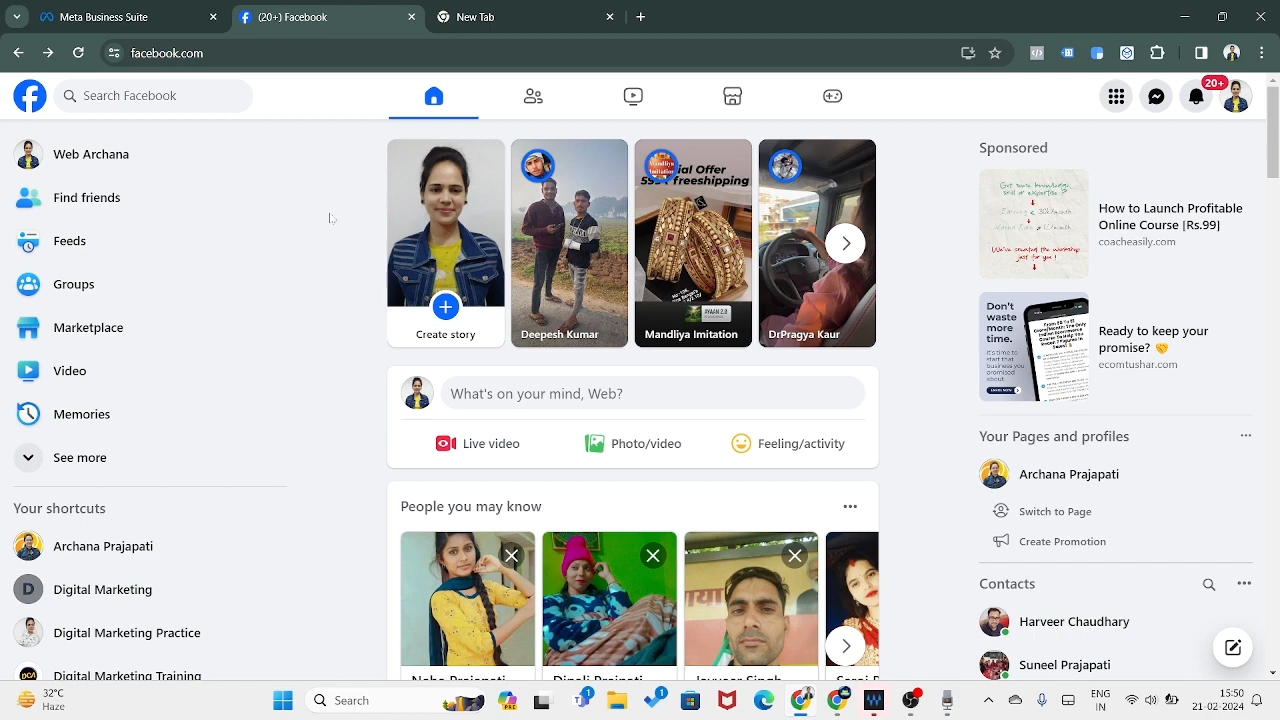 Meta Business Suite
(20+) Facebook
New Tab
facebook.com
Search Facebook
20+
Web Archana
Find friends
Feeds
Groups
Marketplace
Video
Memories
See more
Your shortcuts
Archana Prajapati
Digital Marketing
Digital Marketing Practice
Digital Marketing Training
Create story
Deepesh Kumar
Mandliya Imitation
DrPragya Kaur
What's on your mind, Web?
Live video
Photo/video
Feeling/activity
People you may know
Sponsored
How to Launch Profitable
Online Course [Rs.99]
coacheasily.com
Don't
waste
more
time.
Ready to keep your
promise? 🤜
ecomtushar.com
Your Pages and profiles
Archana Prajapati
Switch to Page
Create Promotion
Contacts
Harveer Chaudhary
Suneel Prajapati
32°C
Haze
Search
ENG
IN
15:50
21-02-2024